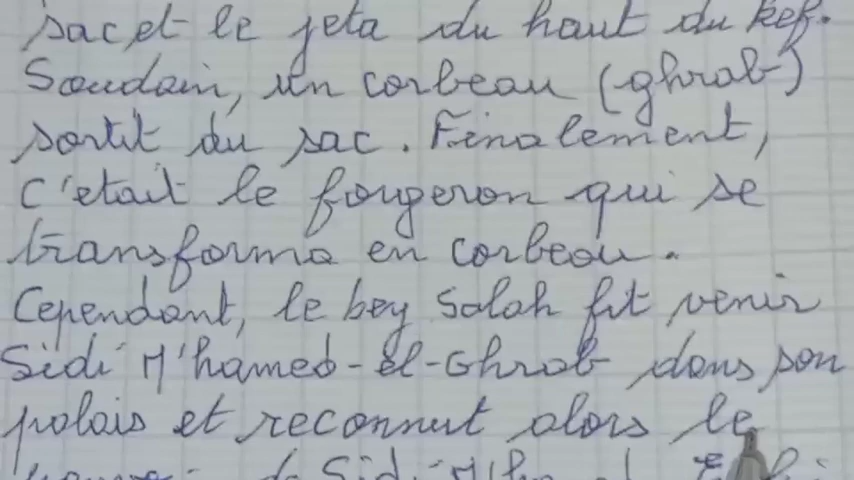 sac et le jeta du haut du kef.
Soudain, un corbeau (ghrab)
sortit du sac. Finalement,
c'etait le forgeron qui se
transforma en corbeau.
Cependant, le bey Salah fit venir
Sidi M'hamed-el-Ghrab dans son
palais et reconnut alors le